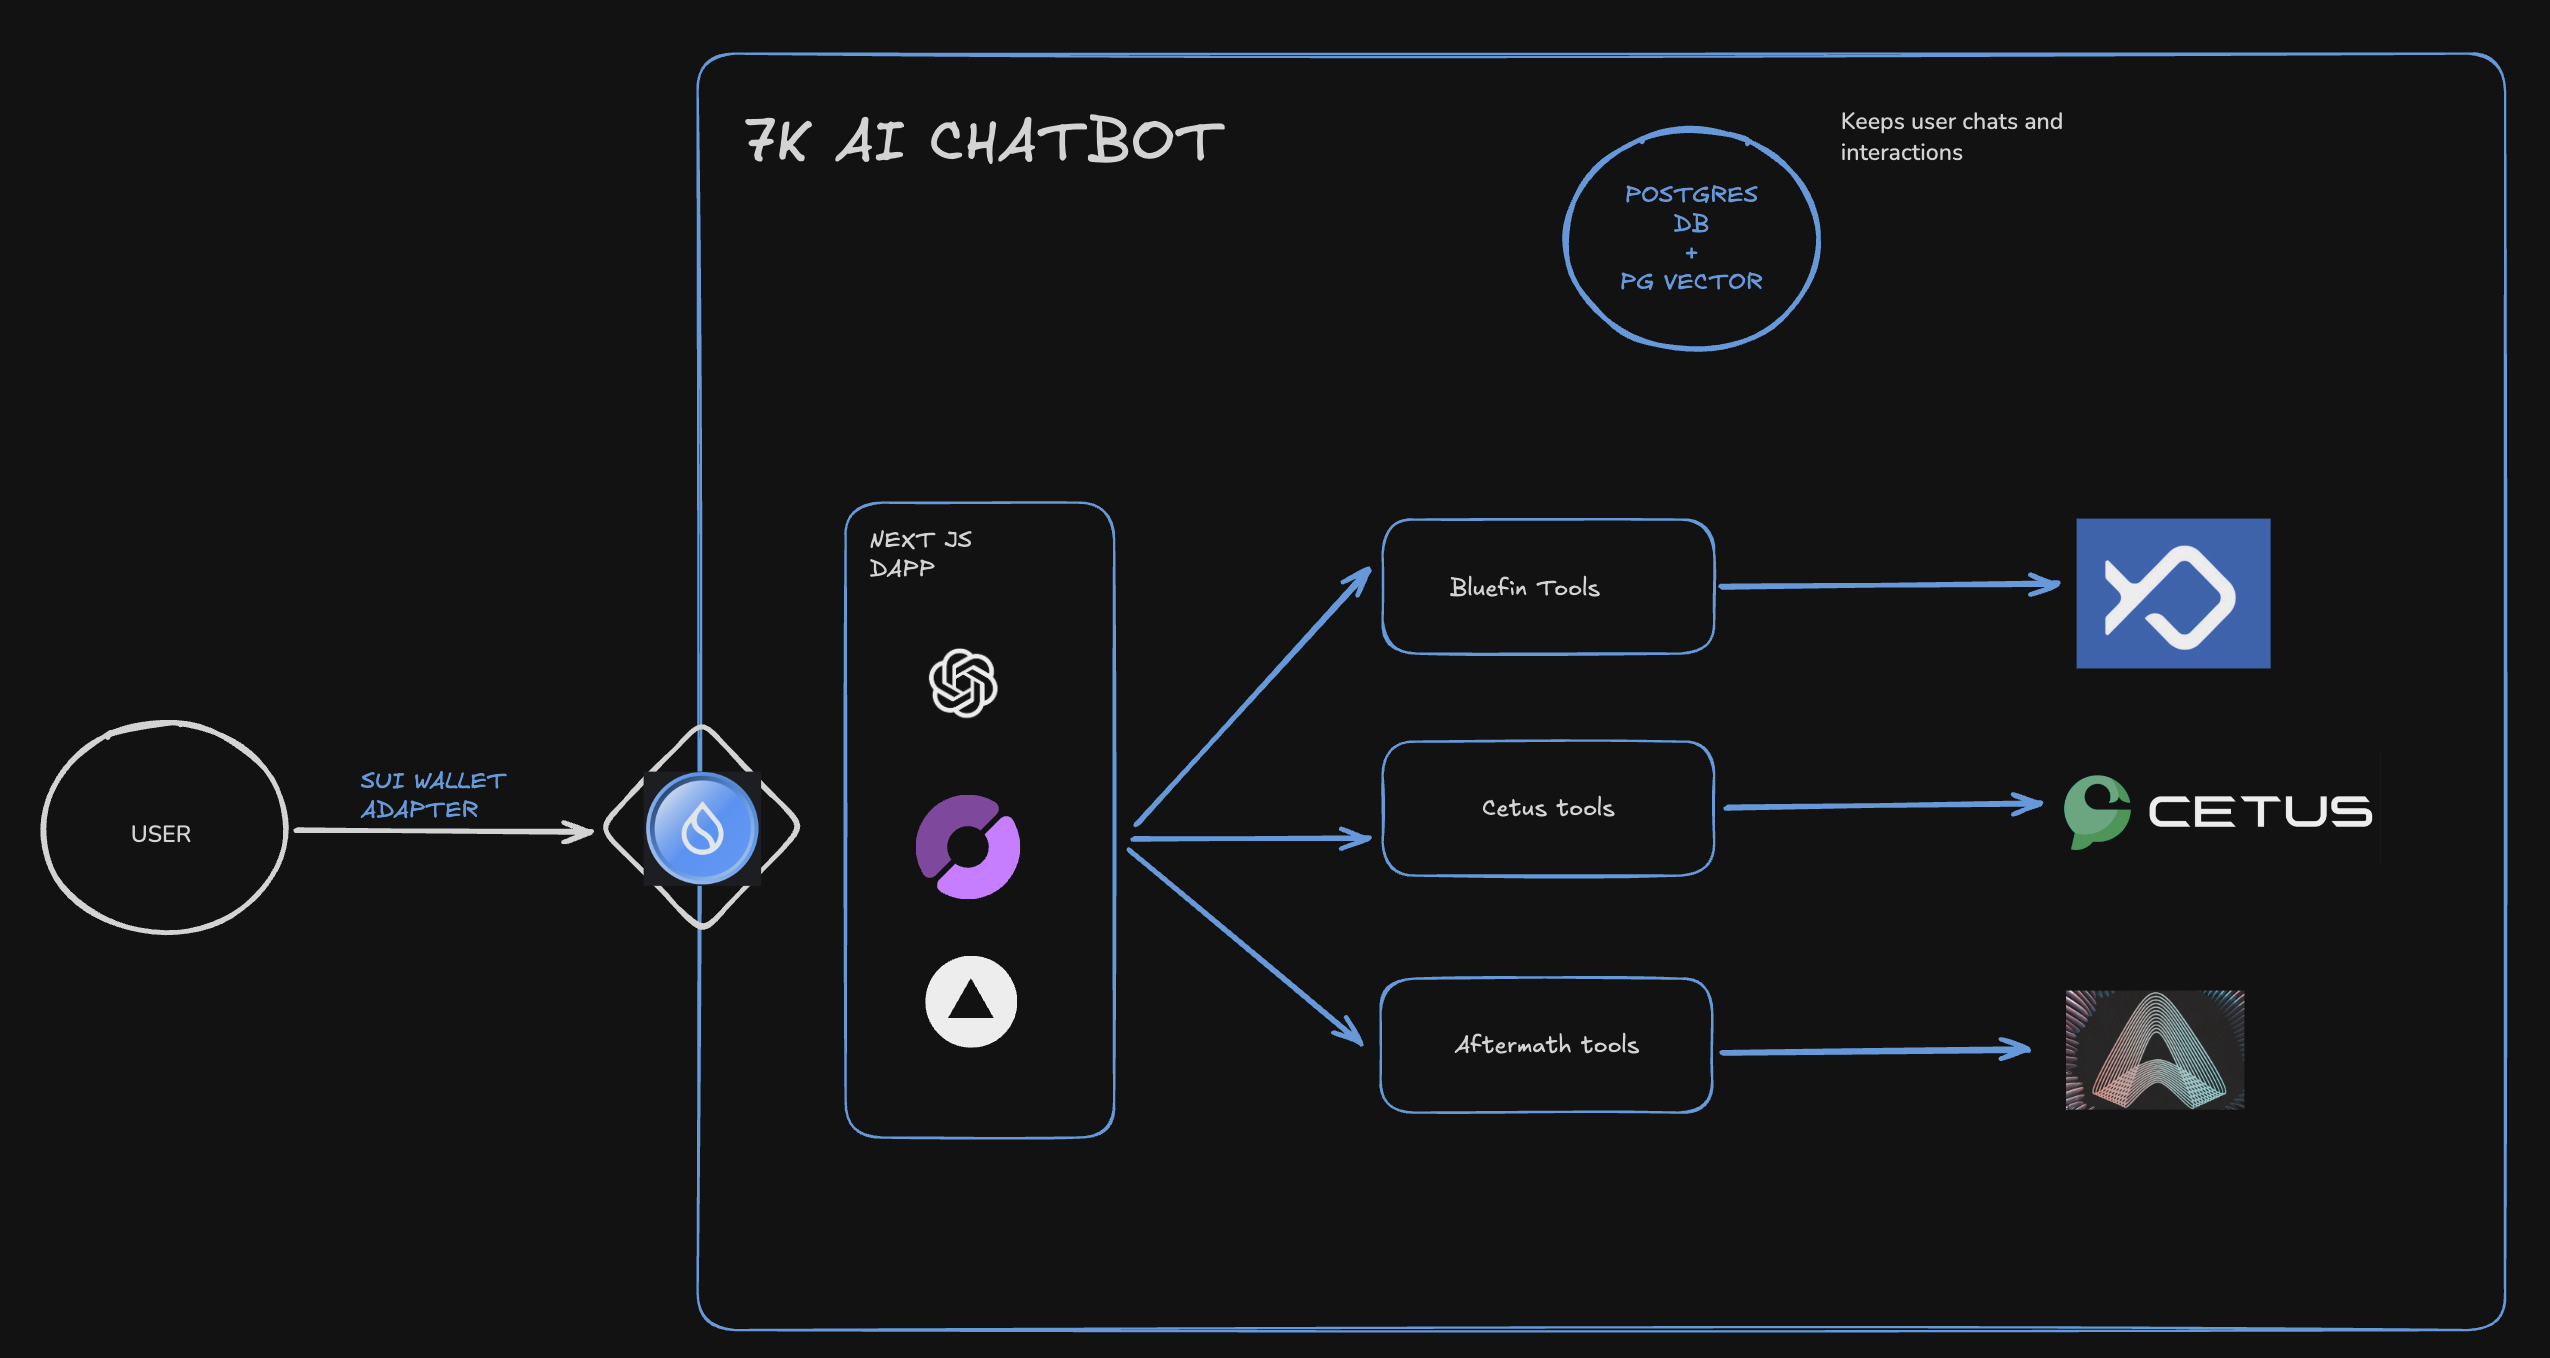 7K AI CHATBOT
Keeps user chats and
interactions
POSTGRES
DB
+
PG VECTOR
NEXT JS
DAPP
Bluefin Tools
SUI WALLET
ADAPTER
USER
Cetus tools
CETUS
Aftermath tools